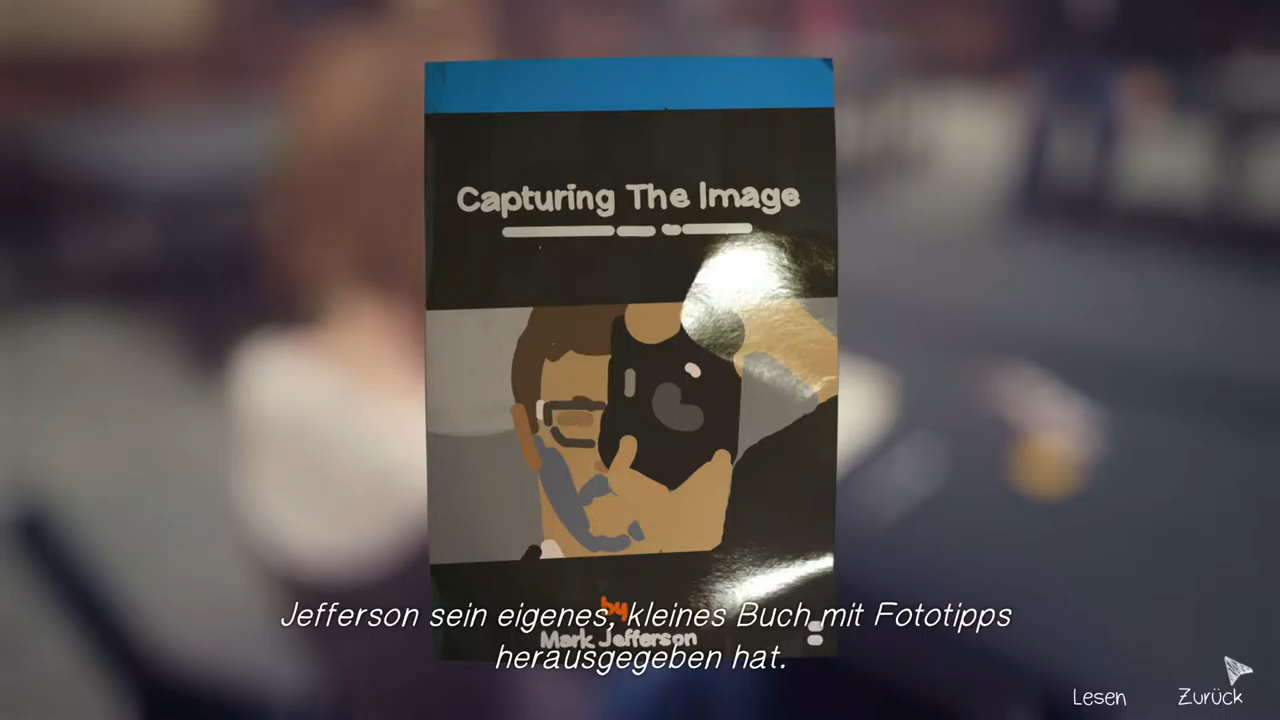 Capturing The Image
by
Mark Jefferson
Jefferson sein eigenes, kleines Buch mit Fototipps
herausgegeben hat.
Lesen
Zurück